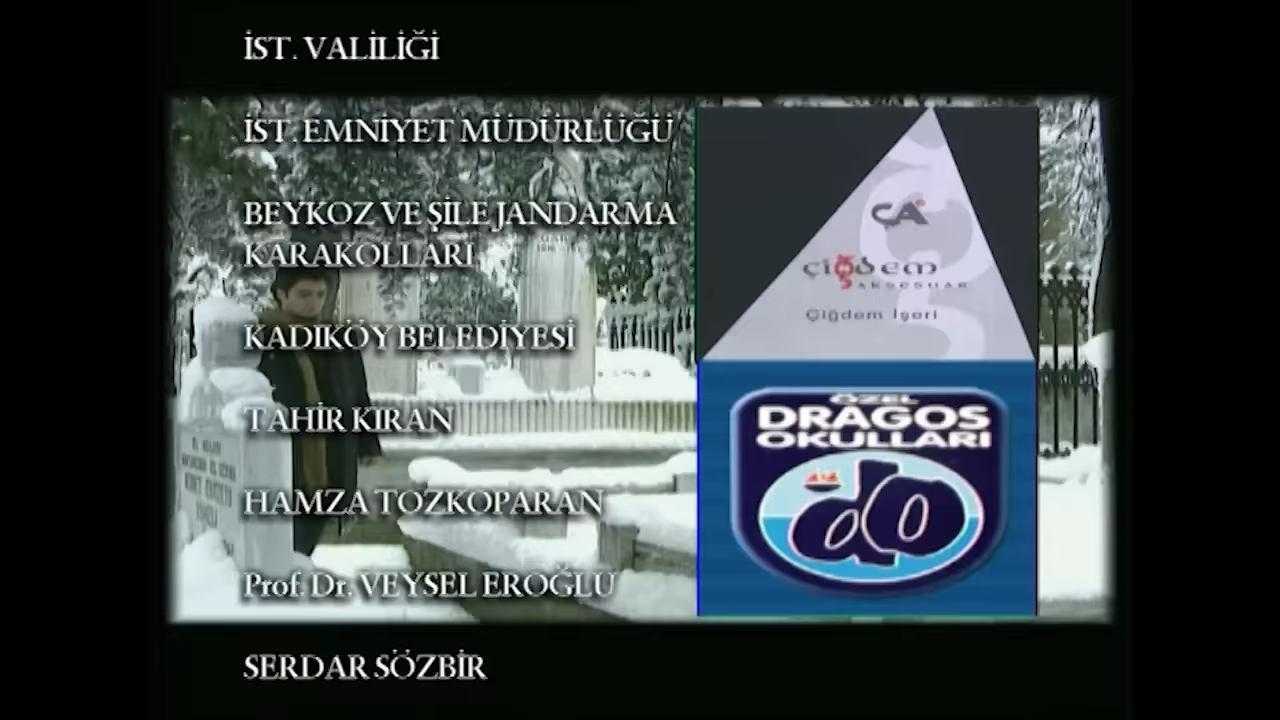 İST. VALİLİĞİ
İST. EMNİYET MÜDÜRLÜĞÜ
BEYKOZ VE ŞİLE JANDARMA
KARAKOLLARI
KADIKÖY BELEDİYESİ
TAHİR KIRAN
HAMZA TOZKOPARAN
Prof. Dr. VEYSEL EROĞLU
SERDAR SÖZBİR
ÇA
çiğdem
AKSESUAR
Çiğdem İşeri
ÖZEL
DRAGOS
OKULLARI
do